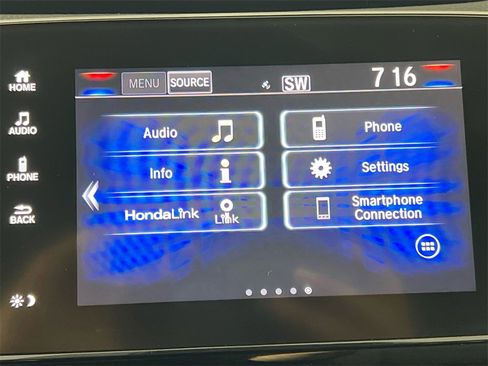 HOME
AUDIO
PHONE
BACK
MENU
SOURCE
SW
7 16
Audio
Phone
Info
Settings
HondaLink
Link
Smartphone
Connection